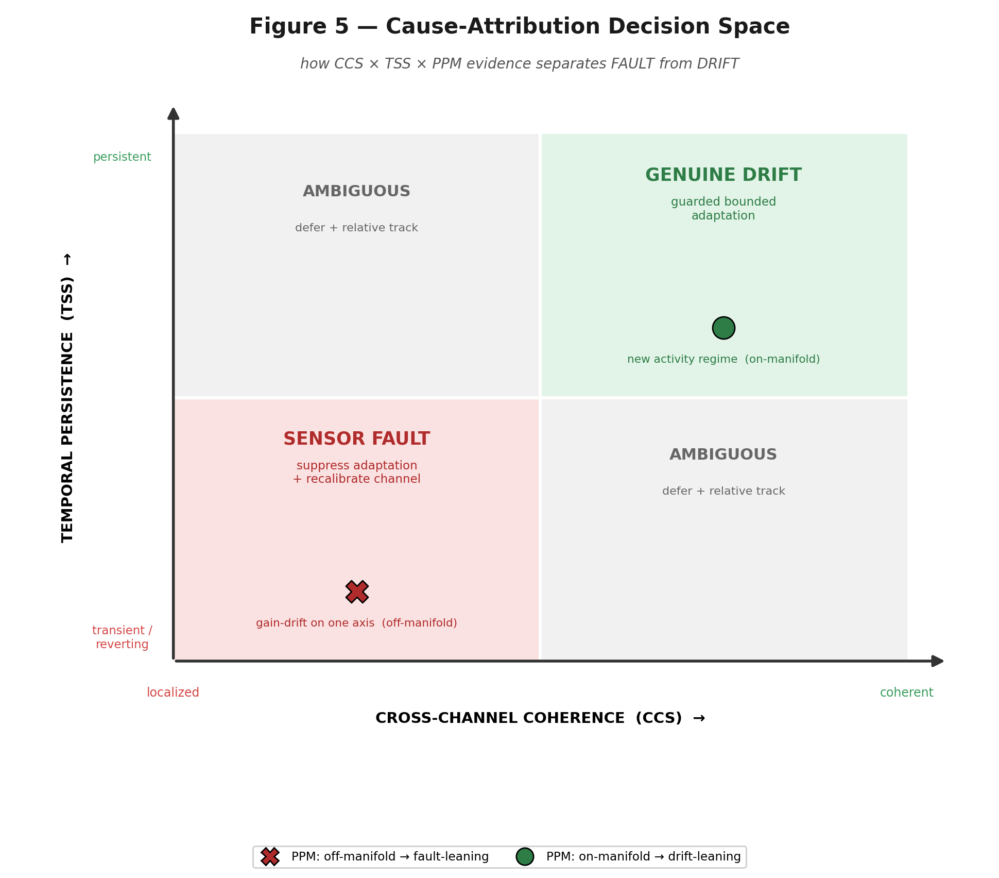 Figure 5 — Cause-Attribution Decision Space
how CCS × TSS × PPM evidence separates FAULT from DRIFT
TEMPORAL PERSISTENCE (TSS) →
persistent
AMBIGUOUS
defer + relative track
GENUINE DRIFT
guarded bounded
adaptation
new activity regime (on-manifold)
SENSOR FAULT
suppress adaptation
+ recalibrate channel
gain-drift on one axis (off-manifold)
AMBIGUOUS
defer + relative track
transient /
reverting
localized
coherent
CROSS-CHANNEL COHERENCE (CCS) →
PPM: off-manifold → fault-leaning
PPM: on-manifold → drift-leaning